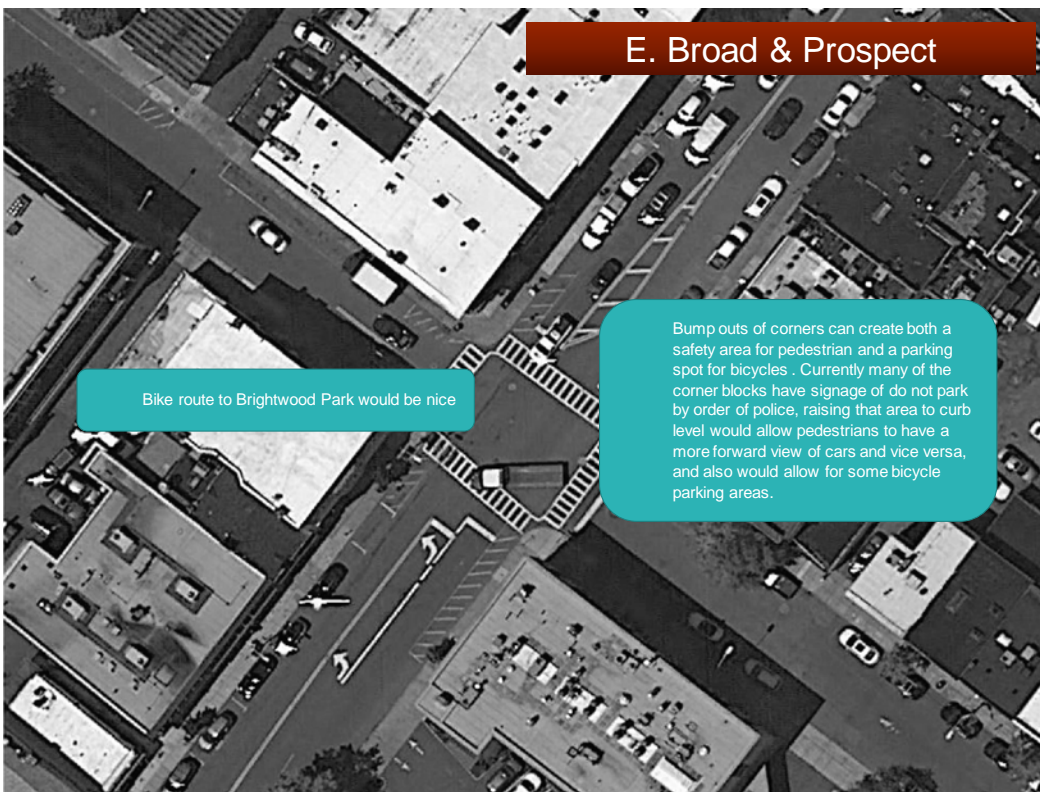 E. Broad & Prospect
Bike route to Brightwood Park would be nice
Bump outs of corners can create both a
safety area for pedestrian and a parking
spot for bicycles . Currently many of the
corner blocks have signage of do not park
by order of police, raising that area to curb
level would allow pedestrians to have a
more forward view of cars and vice versa,
and also would allow for some bicycle
parking areas.